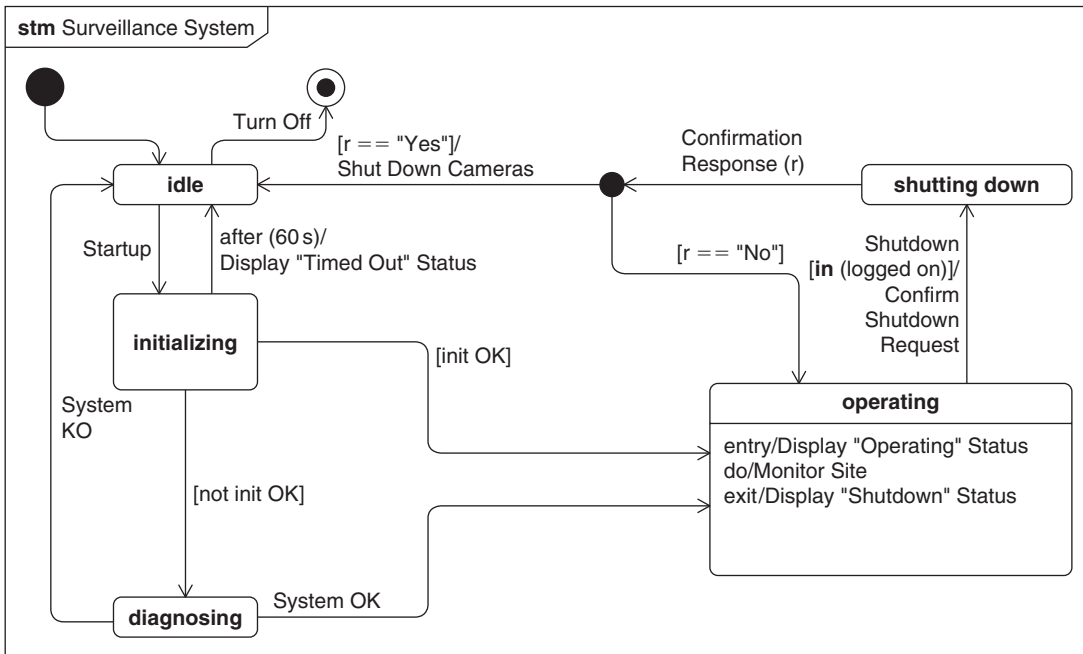 stm Surveillance System
Turn Off
[r == "Yes"]/
Shut Down Cameras
Confirmation
Response (r)
idle
shutting down
Startup
after (60 s)/
Display "Timed Out" Status
[r == "No"]
Shutdown
[in (logged on)]/
Confirm
Shutdown
Request
initializing
[init OK]
System
KO
operating
entry/Display "Operating" Status
do/Monitor Site
exit/Display "Shutdown" Status
[not init OK]
diagnosing
System OK